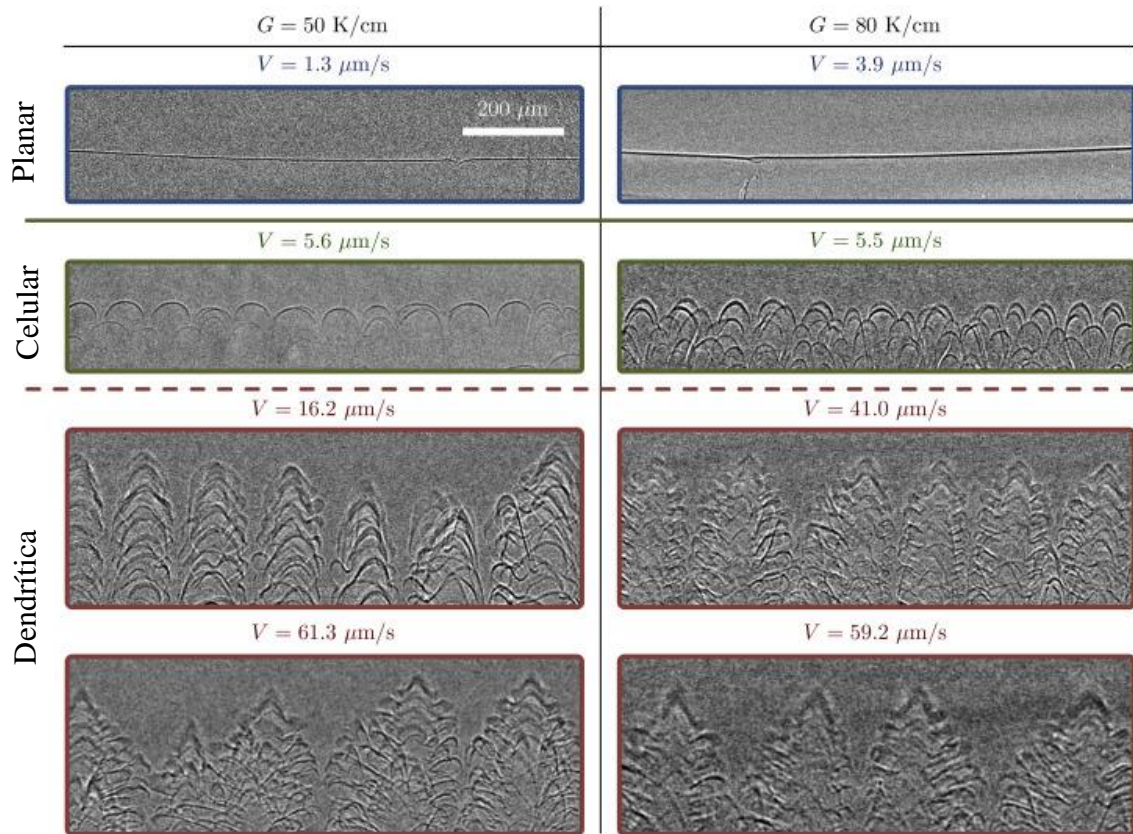 G = 50 K/cm
G = 80 K/cm
Planar
V = 1.3 μm/s
V = 3.9 μm/s
200 μm
Celular
V = 5.6 μm/s
V = 5.5 μm/s
Dendrítica
V = 16.2 μm/s
V = 41.0 μm/s
V = 61.3 μm/s
V = 59.2 μm/s